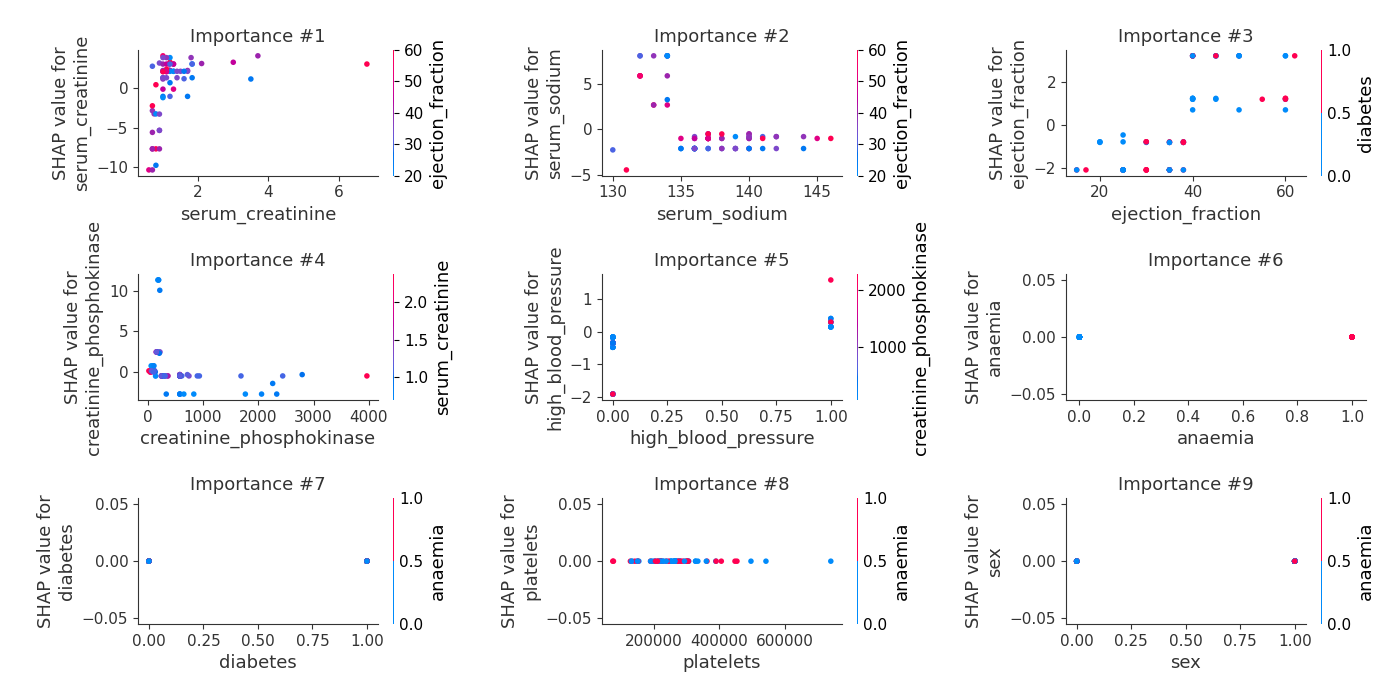 Importance #1
SHAP value for
serum_creatinine
0
−5
−10
2
4
6
serum_creatinine
60
50
40
30
20
ejection_fraction
Importance #2
SHAP value for
serum_sodium
5
0
−5
130
135
140
145
serum_sodium
60
50
40
30
20
ejection_fraction
Importance #3
SHAP value for
ejection_fraction
2
0
−2
20
40
60
ejection_fraction
1.0
0.5
0.0
diabetes
Importance #4
SHAP value for
creatinine_phosphokinase
10
5
0
0
1000
2000
3000
4000
creatinine_phosphokinase
2.0
1.5
1.0
serum_creatinine
Importance #5
SHAP value for
high_blood_pressure
1
0
−1
−2
0.00
0.25
0.50
0.75
1.00
high_blood_pressure
2000
1000
creatinine_phosphokinase
Importance #6
SHAP value for
anaemia
0.05
0.00
−0.05
0.0
0.2
0.4
0.6
0.8
1.0
anaemia
Importance #7
SHAP value for
diabetes
0.05
0.00
−0.05
0.00
0.25
0.50
0.75
1.00
diabetes
1.0
0.5
0.0
anaemia
Importance #8
SHAP value for
platelets
0.05
0.00
−0.05
200000
400000
600000
platelets
1.0
0.5
0.0
anaemia
Importance #9
SHAP value for
sex
0.05
0.00
−0.05
0.00
0.25
0.50
0.75
1.00
sex
1.0
0.5
0.0
anaemia